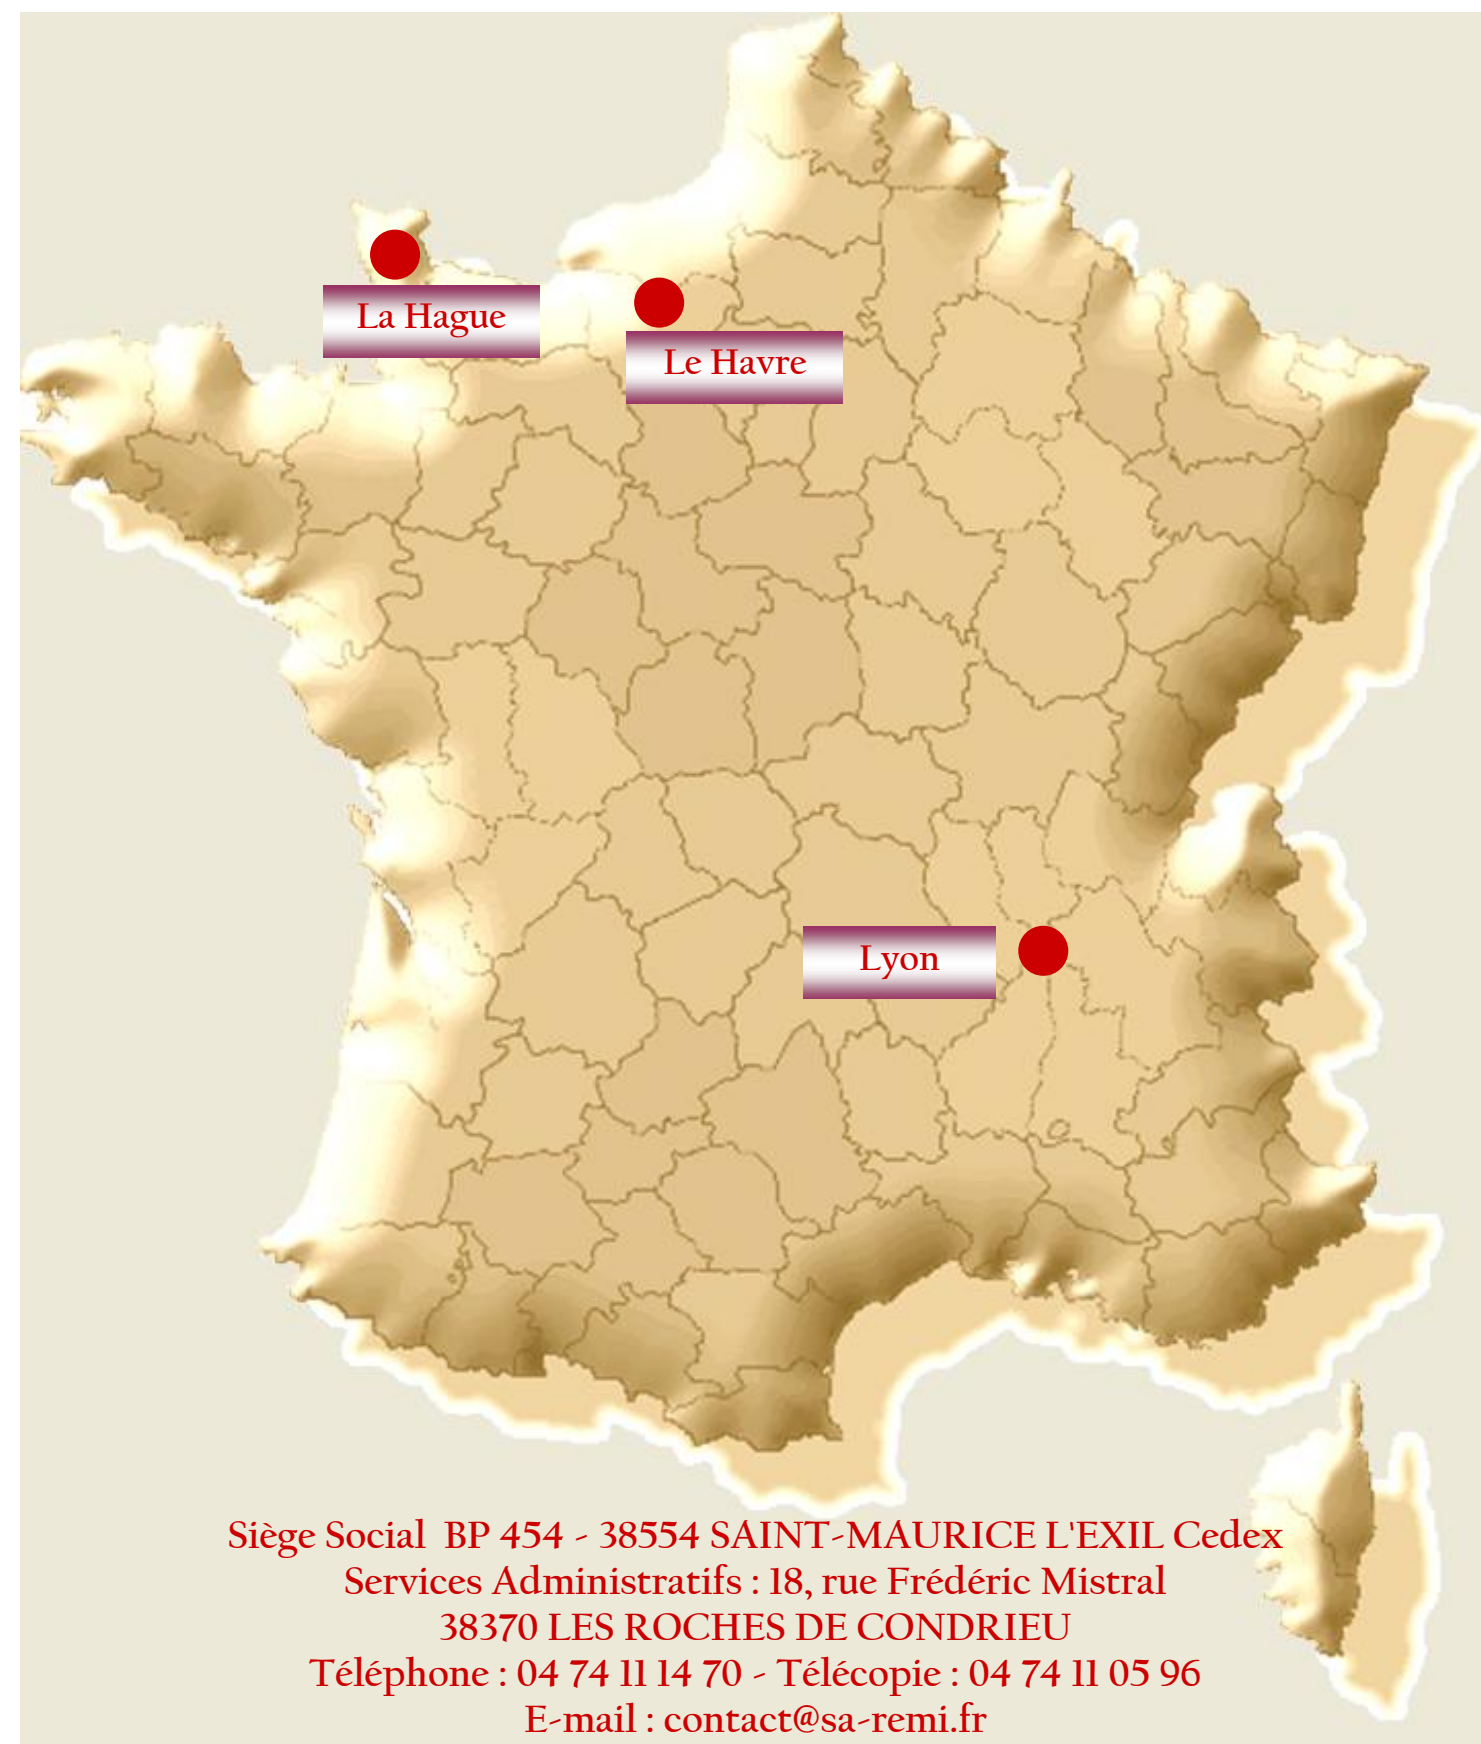 La Hague
Le Havre
Lyon
Siège Social BP 454 - 38554 SAINT-MAURICE L'EXIL Cedex
Services Administratifs : 18, rue Frédéric Mistral
38370 LES ROCHES DE CONDRIEU
Téléphone : 04 74 11 14 70 - Télécopie : 04 74 11 05 96
E-mail : contact@sa-remi.fr